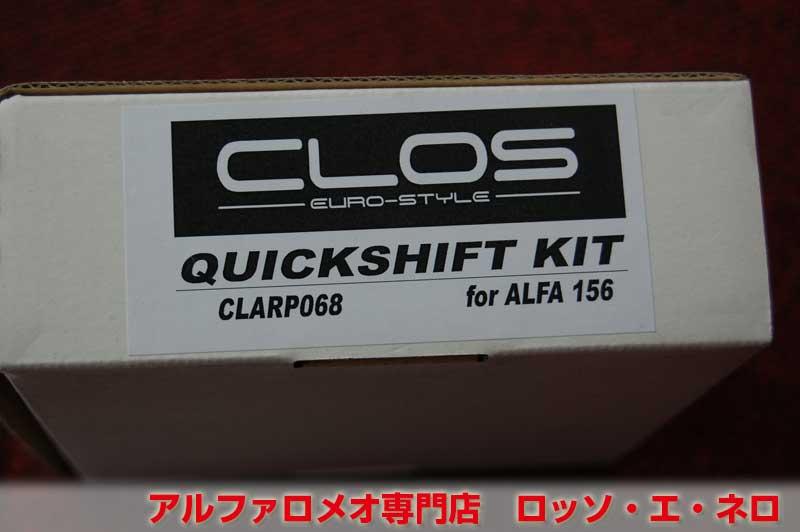 CLOS
EURO-STYLE
QUICKSHIFT KIT
CLARP068 for ALFA 156
アルファロメオ専門店 ロッソ・エ・ネロ